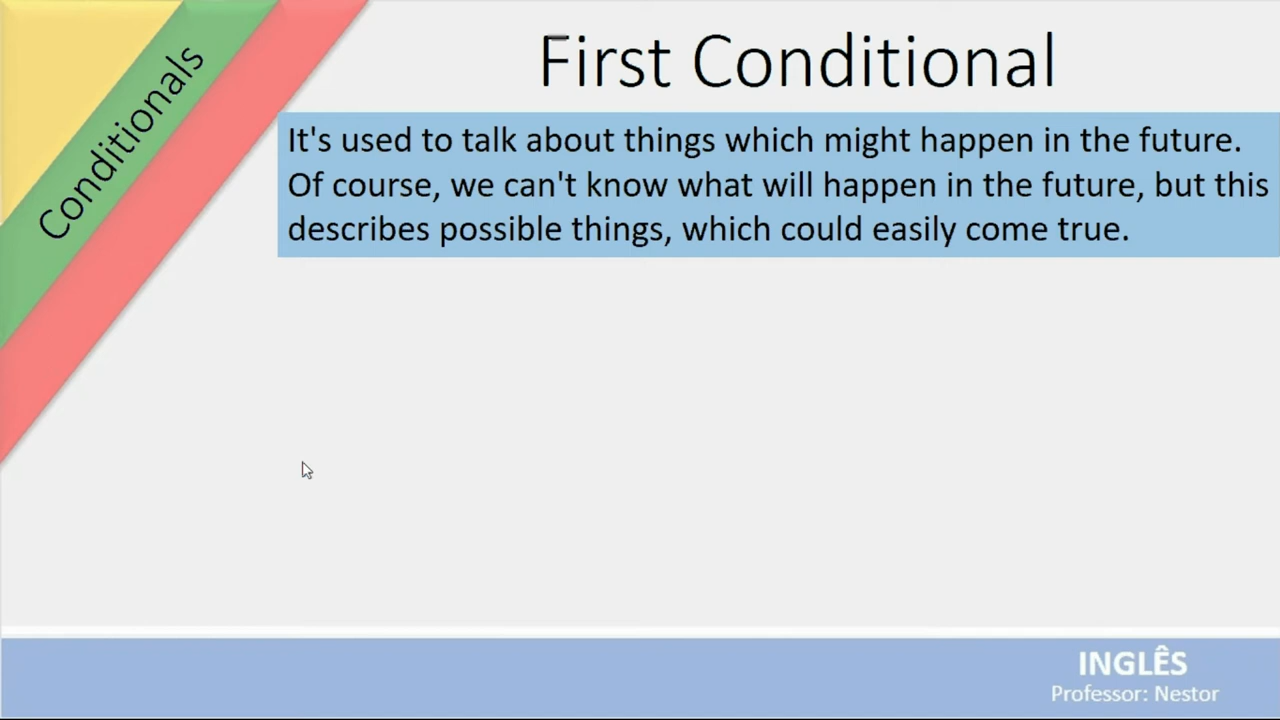 Conditionals
First Conditional
It's used to talk about things which might happen in the future.
Of course, we can't know what will happen in the future, but this
describes possible things, which could easily come true.
INGLÊS
Professor: Nestor